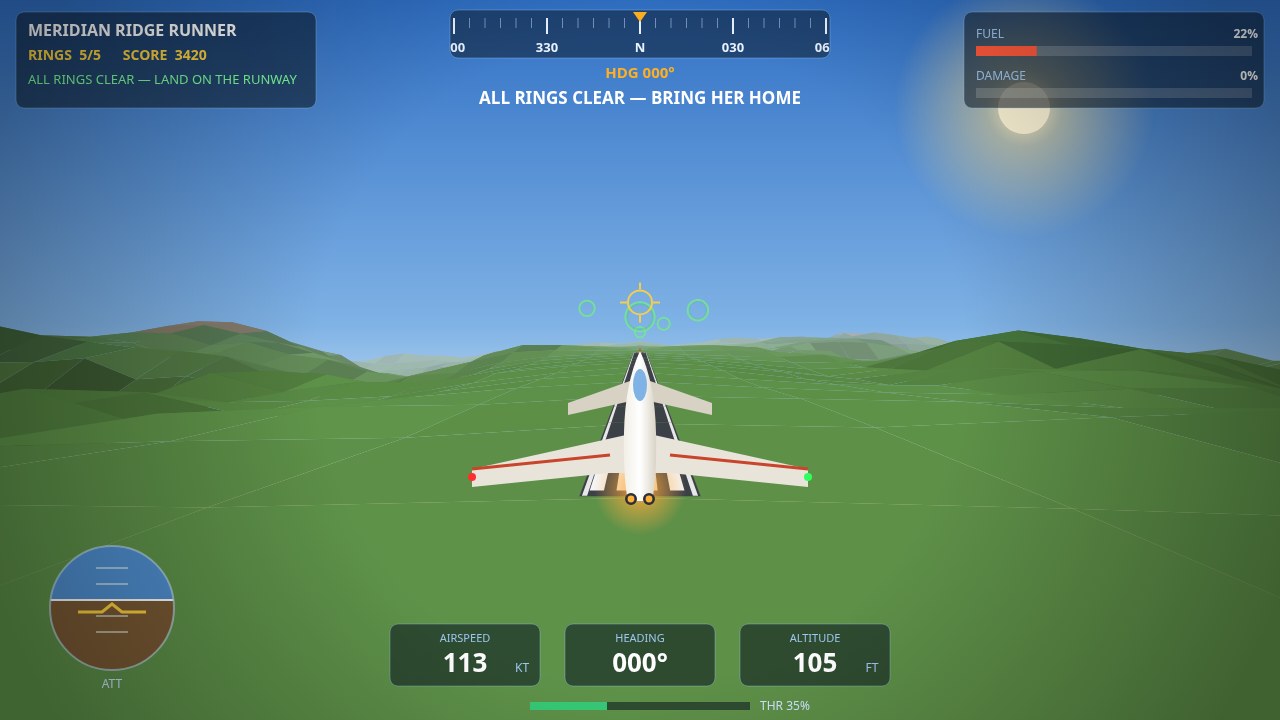 MERIDIAN RIDGE RUNNER
RINGS 5/5 SCORE 3420
ALL RINGS CLEAR — LAND ON THE RUNWAY
00 330 N 030 06
HDG 000°
ALL RINGS CLEAR — BRING HER HOME
FUEL 22%
DAMAGE 0%
ATT
AIRSPEED
113 KT
HEADING
000°
ALTITUDE
105 FT
THR 35%